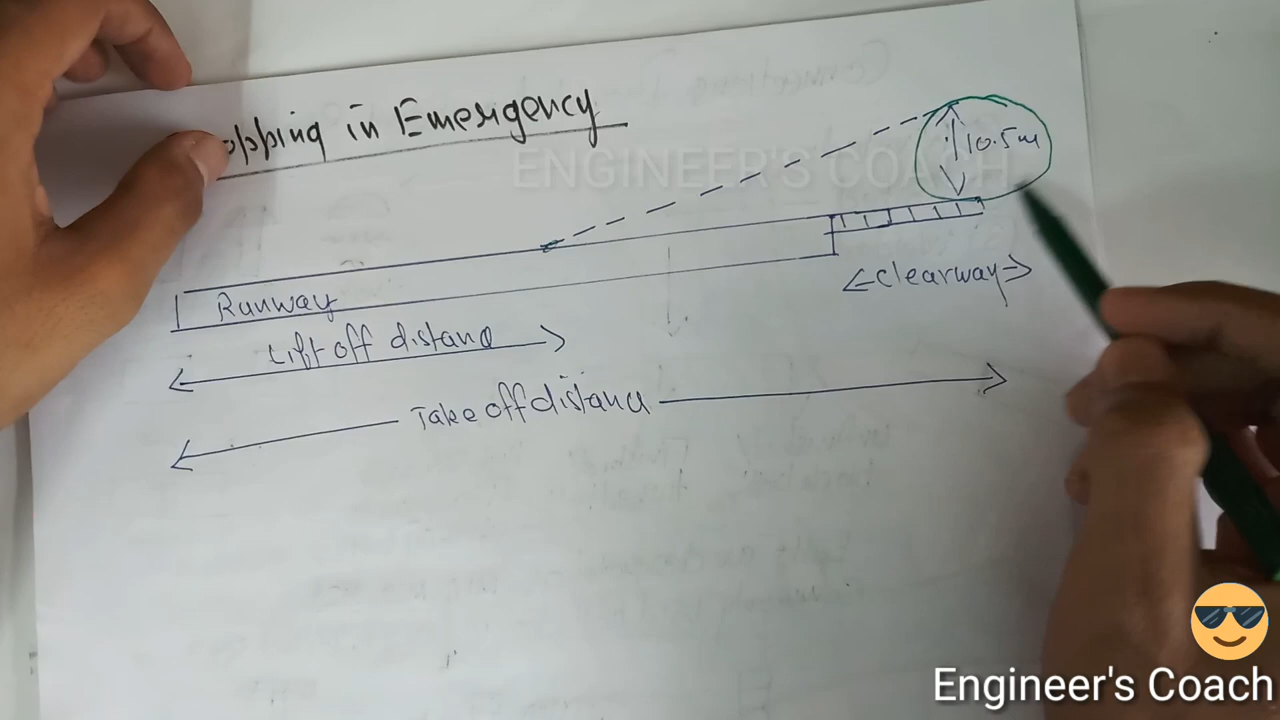 opping in Emergency
ENGINEER'S COACH
10.5m
Runway
<-clearway->
Lift off distance
Take off distance
Engineer's Coach